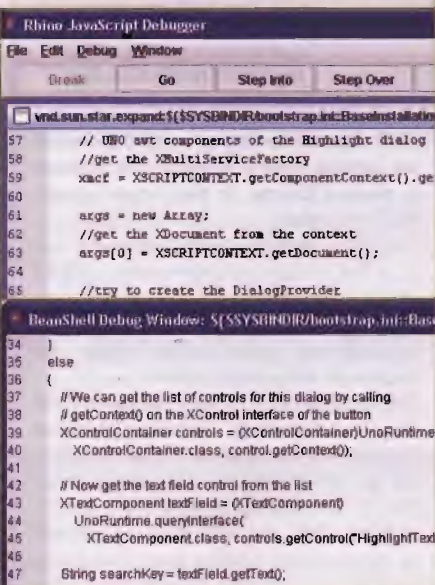 Rhino JavaScript Debugger
File Edit Debug Window
Break Go Step Into Step Over
vnd.sun.star.expand:${$SYSBINDIR/bootstrap.ini::BaseInstallation
57 // UNO awt components of the Highlight dialog
58 //get the XMultiServiceFactory
59 xmcf = XSCRIPTCONTEXT.getComponentContext().ge
60
61 args = new Array;
62 //get the XDocument from the context
63 args[0] = XSCRIPTCONTEXT.getDocument();
64
65 //try to create the DialogProvider
BeanShell Debug Window: ${$SYSBINDIR/bootstrap.ini::Base
34 }
35 else
36 {
37 // We can get the list of controls for this dialog by calling
38 // getContext() on the XControl interface of the button
39 XControlContainer controls = (XControlContainer)UnoRuntime
40 XControlContainer.class, control.getContext());
41
42 // Now get the text field control from the list
43 XTextComponent textField = (XTextComponent)
44 UnoRuntime.queryInterface(
45 XTextComponent.class, controls.getControl("HighlightText
46
47 String searchKey = textField.getText();